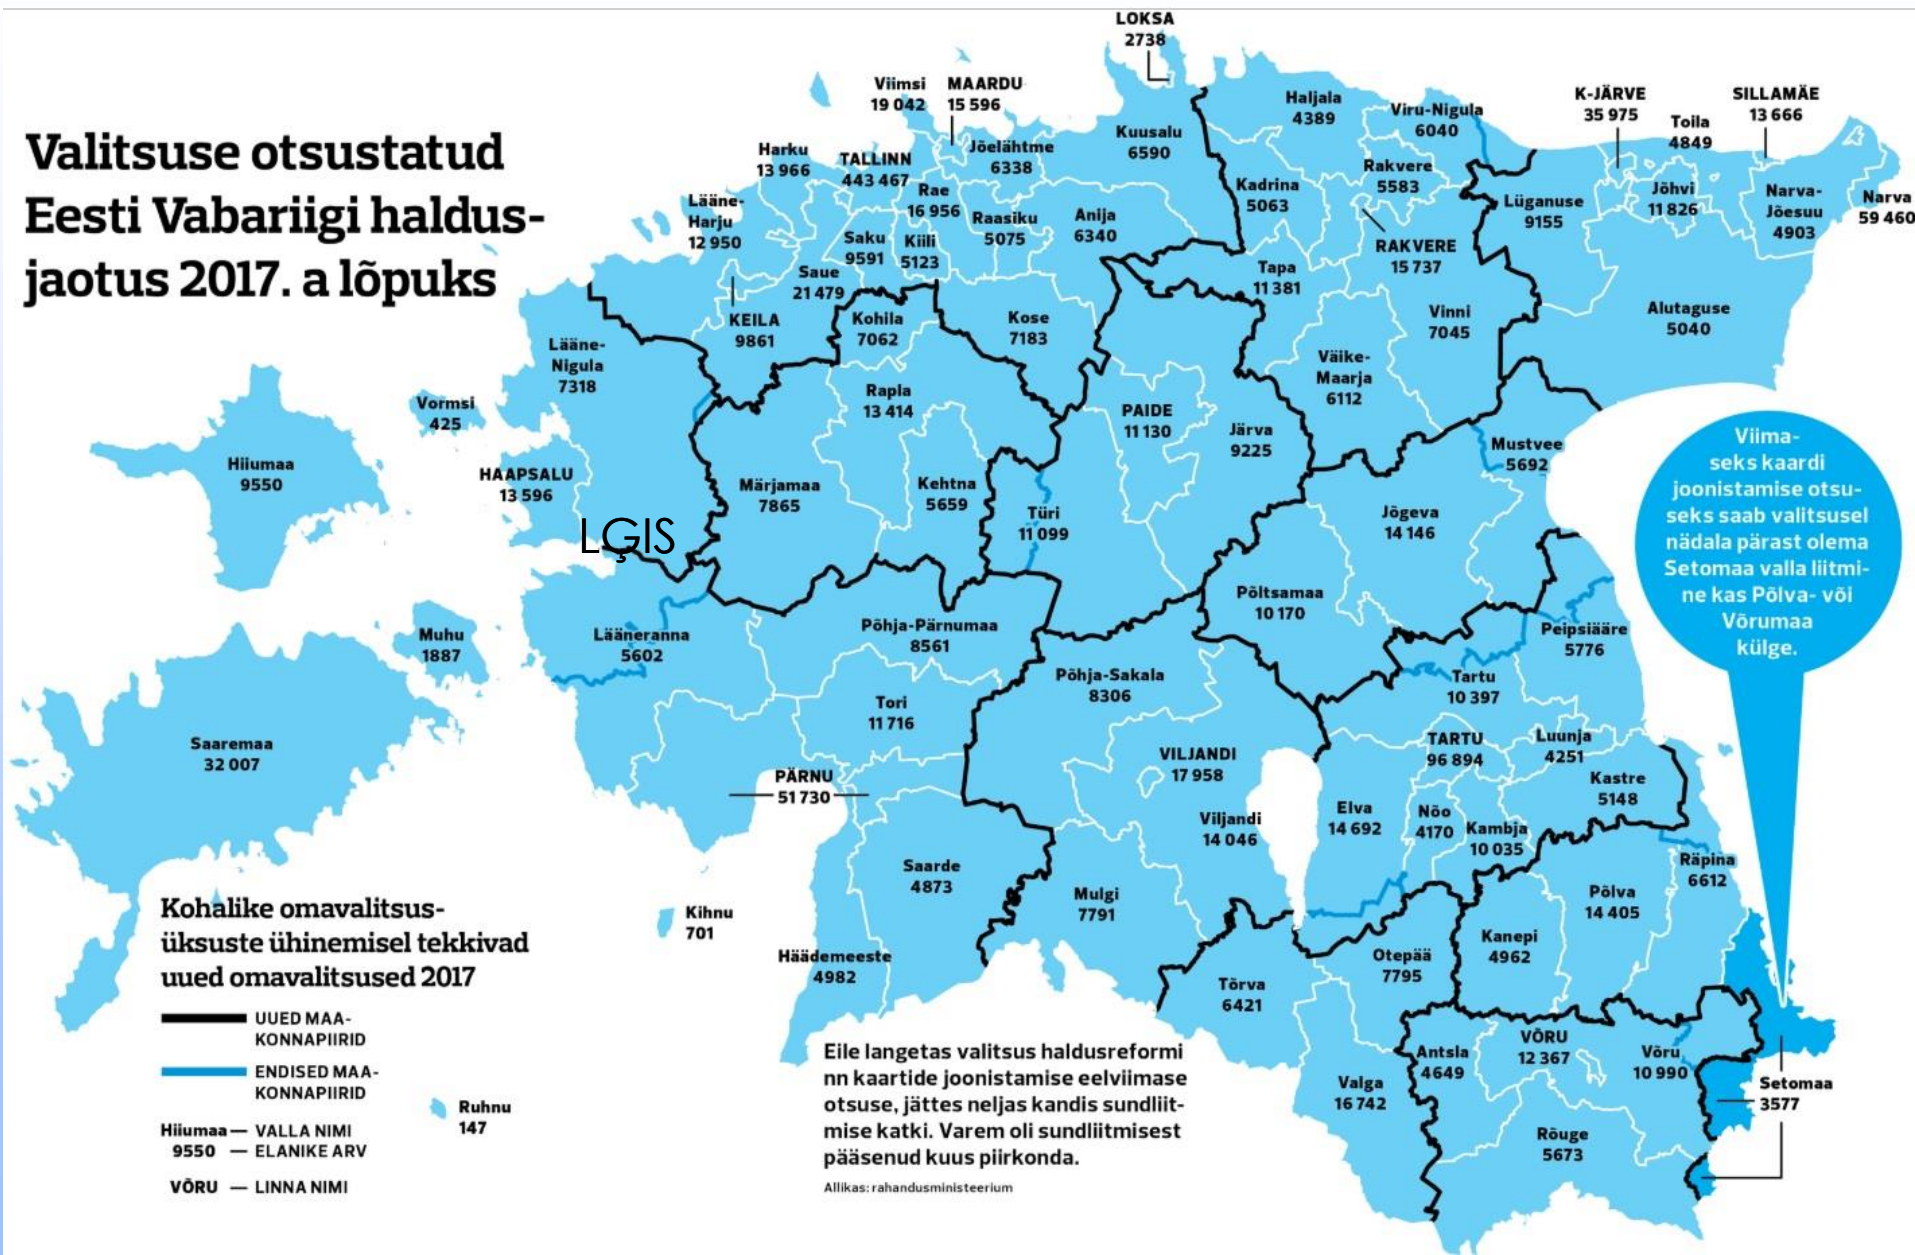 Valitsuse otsustatud
Eesti Vabariigi haldus-
jaotus 2017. a lõpuks
LOKSA
2738
Viimsi
19 042
MAARDU
15 596
Haljala
4389
Viru-Nigula
6040
K-JÄRVE
35 975
Toila
4849
SILLAMÄE
13 666
Harku
13 966
TALLINN
443 467
Jõelähtme
6338
Kuusalu
6590
Rakvere
5583
Kadrina
5063
Lüganuse
9155
Jõhvi
11 826
Narva-
Jõesuu
4903
Narva
59 460
Lääne-
Harju
12 950
Rae
16 956
Raasiku
5075
Anija
6340
Saku
9591
Kiili
5123
RAKVERE
15 737
Saue
21 479
Tapa
11 381
KEILA
9861
Kohila
7062
Kose
7183
Vinni
7045
Alutaguse
5040
Lääne-
Nigula
7318
Väike-
Maarja
6112
Vormsi
425
Rapla
13 414
PAIDE
11 130
Järva
9225
Mustvee
5692
Hiiumaa
9550
HAAPSALU
13 596
Märjamaa
7865
Kehtna
5659
Türi
11 099
Jõgeva
14 146
LĢIS
Viima-
seks kaardi
joonistamise otsu-
seks saab valitsusel
nädala pärast olema
Setomaa valla liitmi-
ne kas Põlva- või
Võrumaa
külge.
Põltsamaa
10 170
Muhu
1887
Lääneranna
5602
Põhja-Pärnumaa
8561
Peipsiääre
5776
Põhja-Sakala
8306
Tartu
10 397
Tori
11 716
Saaremaa
32 007
TARTU
96 894
Luunja
4251
PÄRNU
51 730
VILJANDI
17 958
Kastre
5148
Viljandi
14 046
Elva
14 692
Nõo
4170
Kambja
10 035
Saarde
4873
Mulgi
7791
Räpina
6612
Põlva
14 405
Kihnu
701
Kanepi
4962
Häädemeeste
4982
Otepää
7795
Tõrva
6421
Kohalike omavalitsus-
üksuste ühinemisel tekkivad
uued omavalitsused 2017
UUED MAA-
KONNAPIIRID
ENDISED MAA-
KONNAPIIRID
Hiiumaa — VALLA NIMI
9550 — ELANIKE ARV
VÕRU — LINNA NIMI
Ruhnu
147
Eile langetas valitsus haldusreformi
nn kaartide joonistamise eelviimase
otsuse, jättes neljas kandis sundliit-
mise katki. Varem oli sundliitmisest
pääsenud kuus piirkonda.
Allikas: rahandusministeerium
Antsla
4649
VÕRU
12 367
Võru
10 990
Valga
16 742
Setomaa
3577
Rõuge
5673